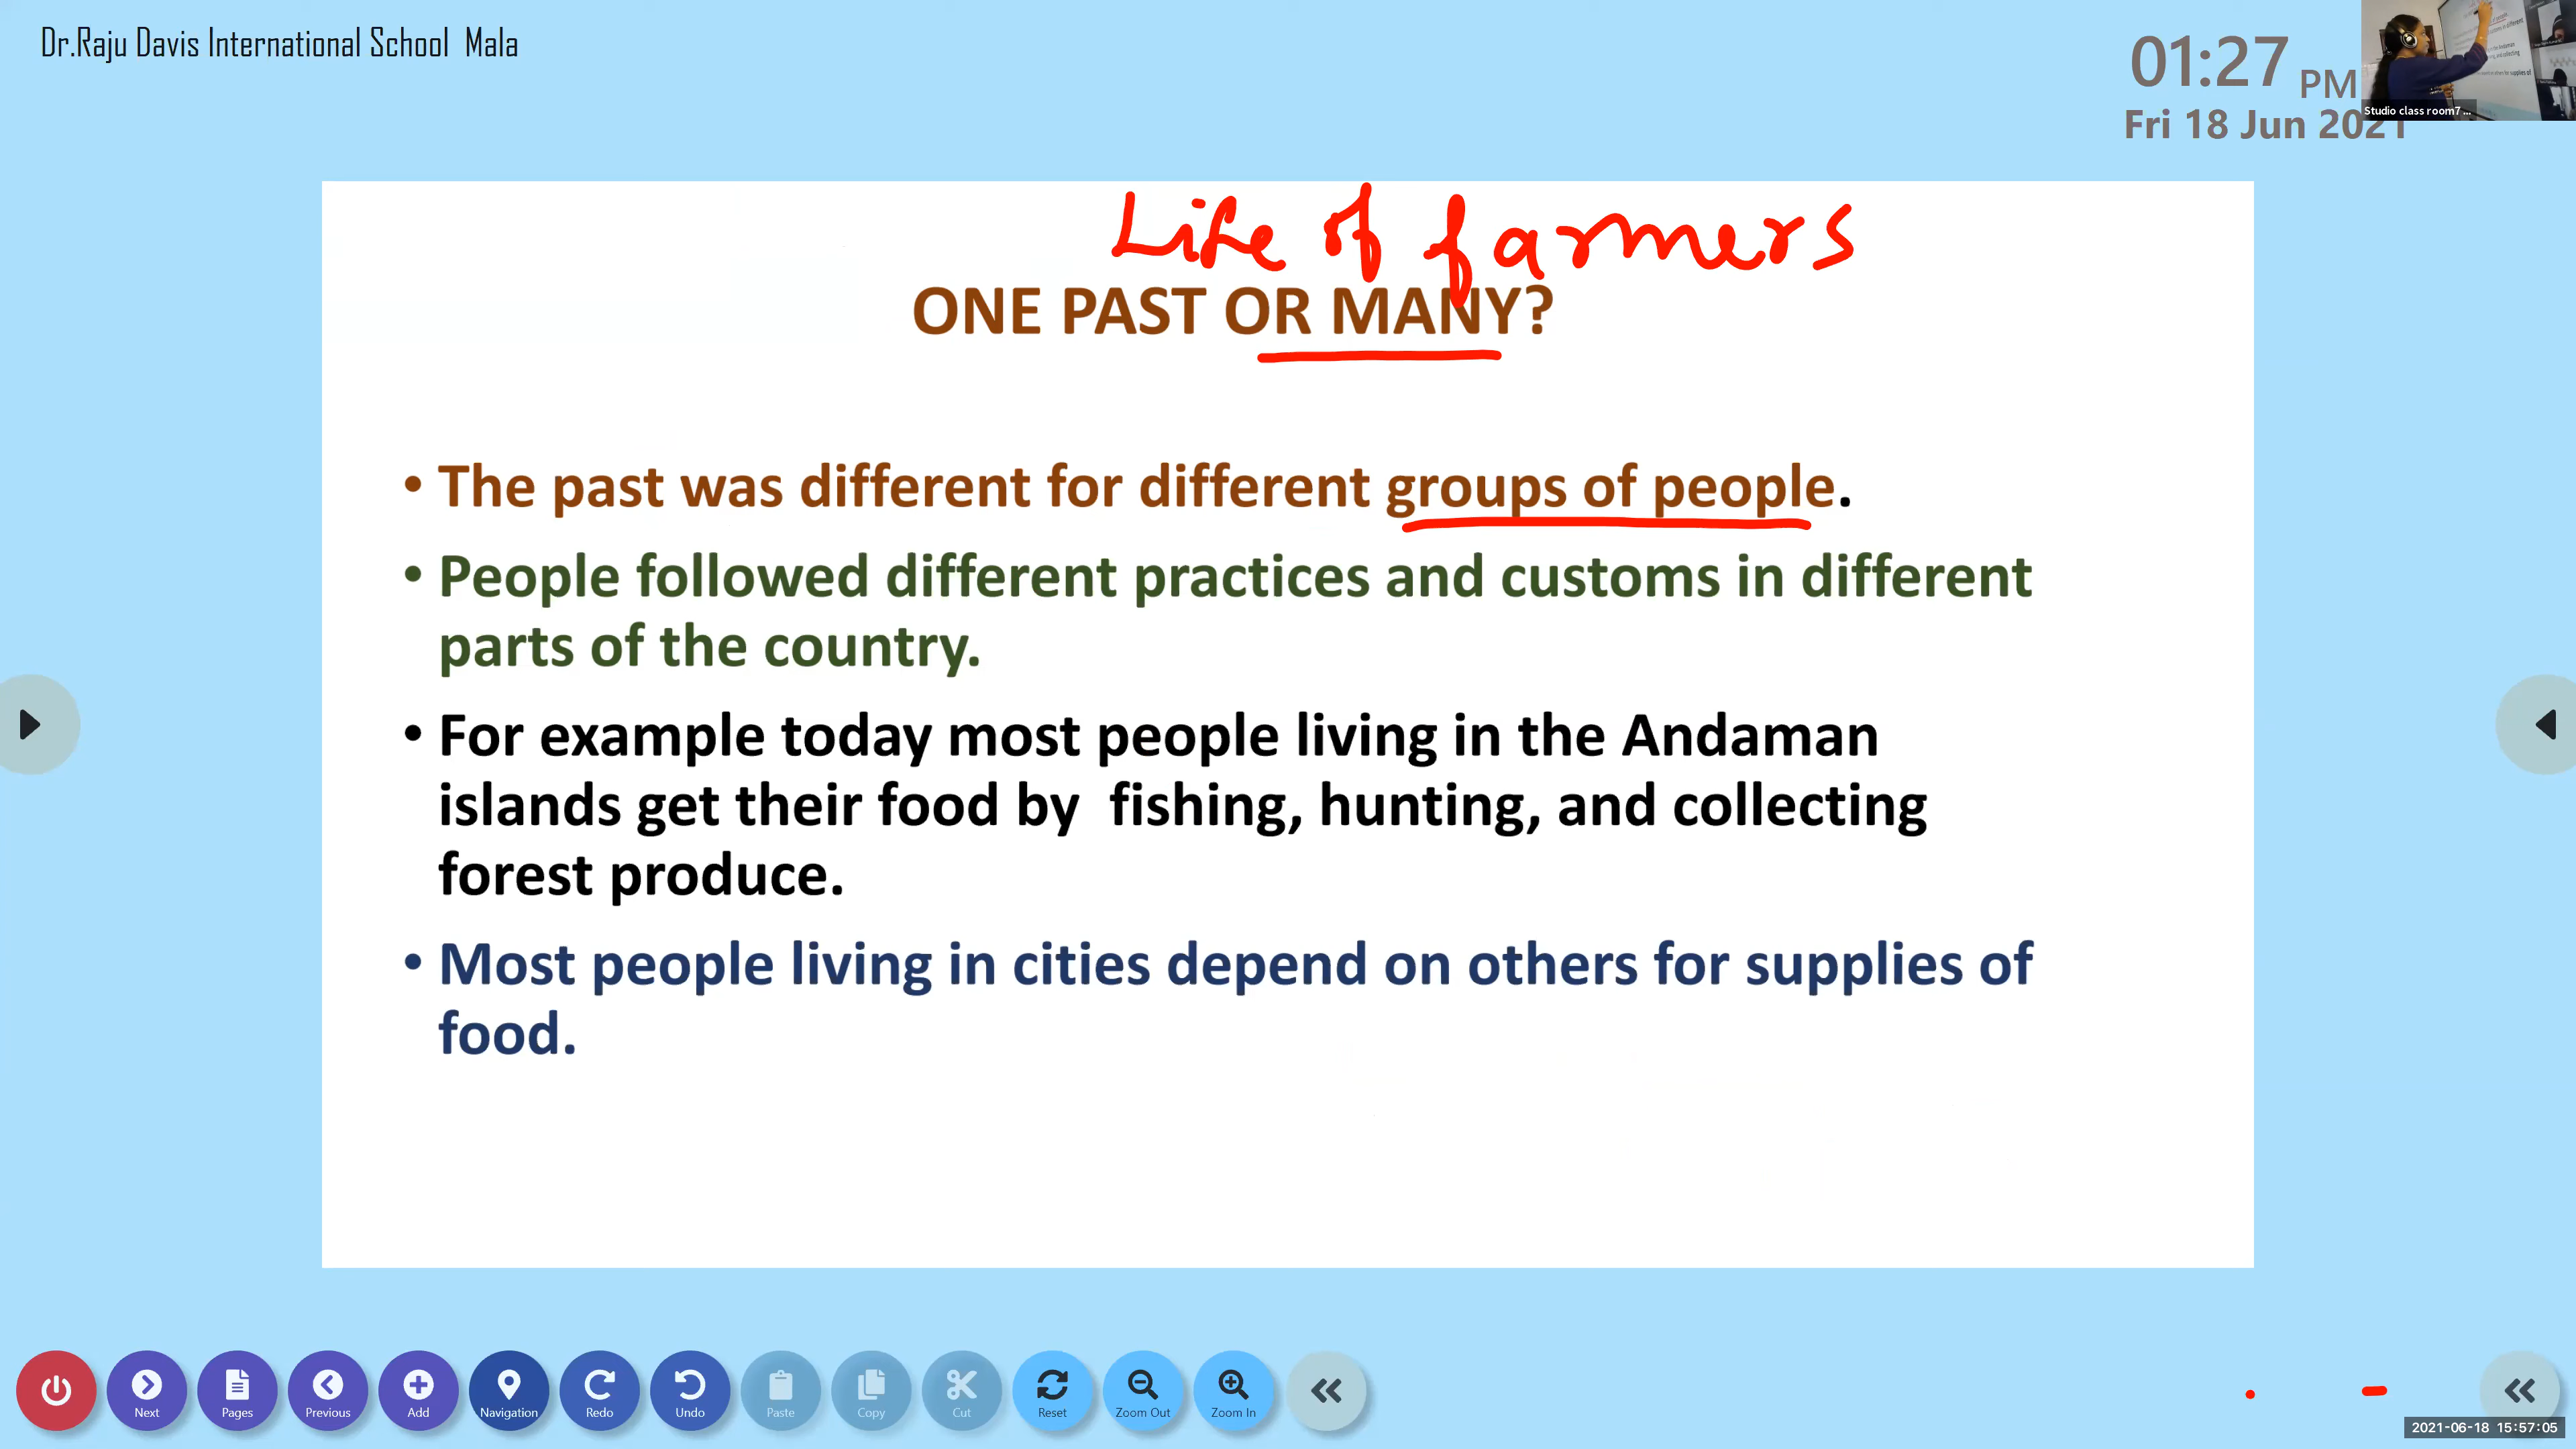 Dr.Raju Davis International School Mala
01:27 PM
Fri 18 Jun 2021
Studio class room7 ...
Life of farmers
ONE PAST OR MANY?
• The past was different for different groups of people.
• People followed different practices and customs in different
parts of the country.
• For example today most people living in the Andaman
islands get their food by fishing, hunting, and collecting
forest produce.
• Most people living in cities depend on others for supplies of
food.
Next
Pages
Previous
Add
Navigation
Redo
Undo
Paste
Copy
Cut
Reset
Zoom Out
Zoom In
2021-06-18 15:57:05